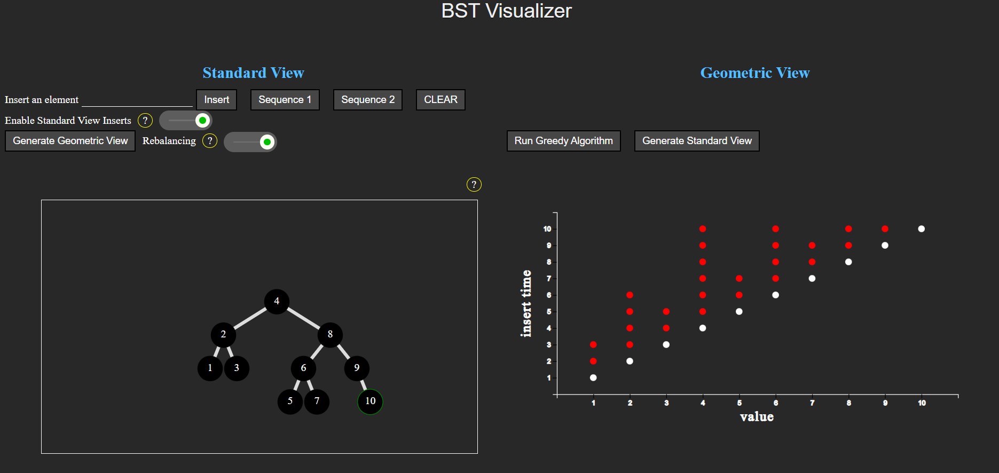 BST Visualizer
Standard View
Insert an element Insert Sequence 1 Sequence 2 CLEAR
Enable Standard View Inserts ?
Generate Geometric View Rebalancing ?
?
4
2 8
1 3 6 9
5 7 10
Geometric View
Run Greedy Algorithm Generate Standard View
10
9
8
7
6
5
4
3
2
1
insert time
1 2 3 4 5 6 7 8 9 10
value